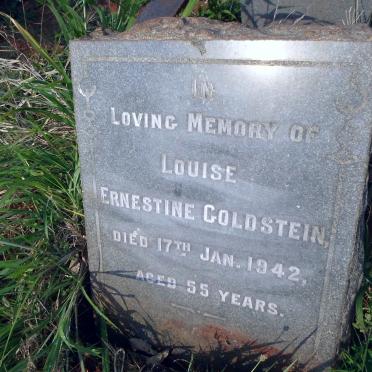 IN
LOVING MEMORY OF
LOUISE
ERNESTINE GOLDSTEIN,
DIED 17TH JAN. 1942,
AGED 55 YEARS.